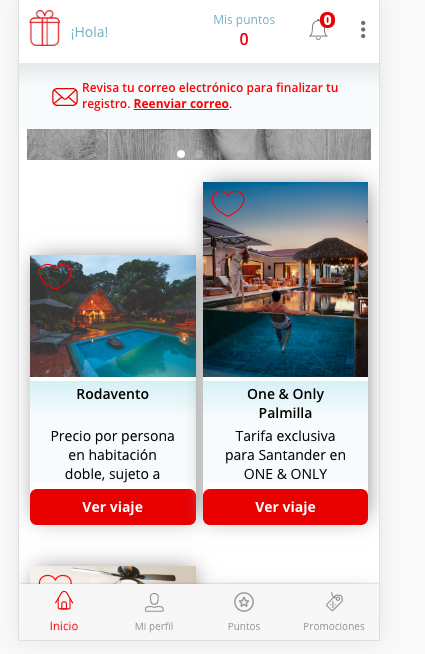 ¡Hola!
Mis puntos
0
0
Revisa tu correo electrónico para finalizar tu
registro. Reenviar correo.
Rodavento
Precio por persona
en habitación
doble, sujeto a
Ver viaje
One & Only
Palmilla
Tarifa exclusiva
para Santander en
ONE & ONLY
Ver viaje
Inicio
Mi perfil
Puntos
Promociones